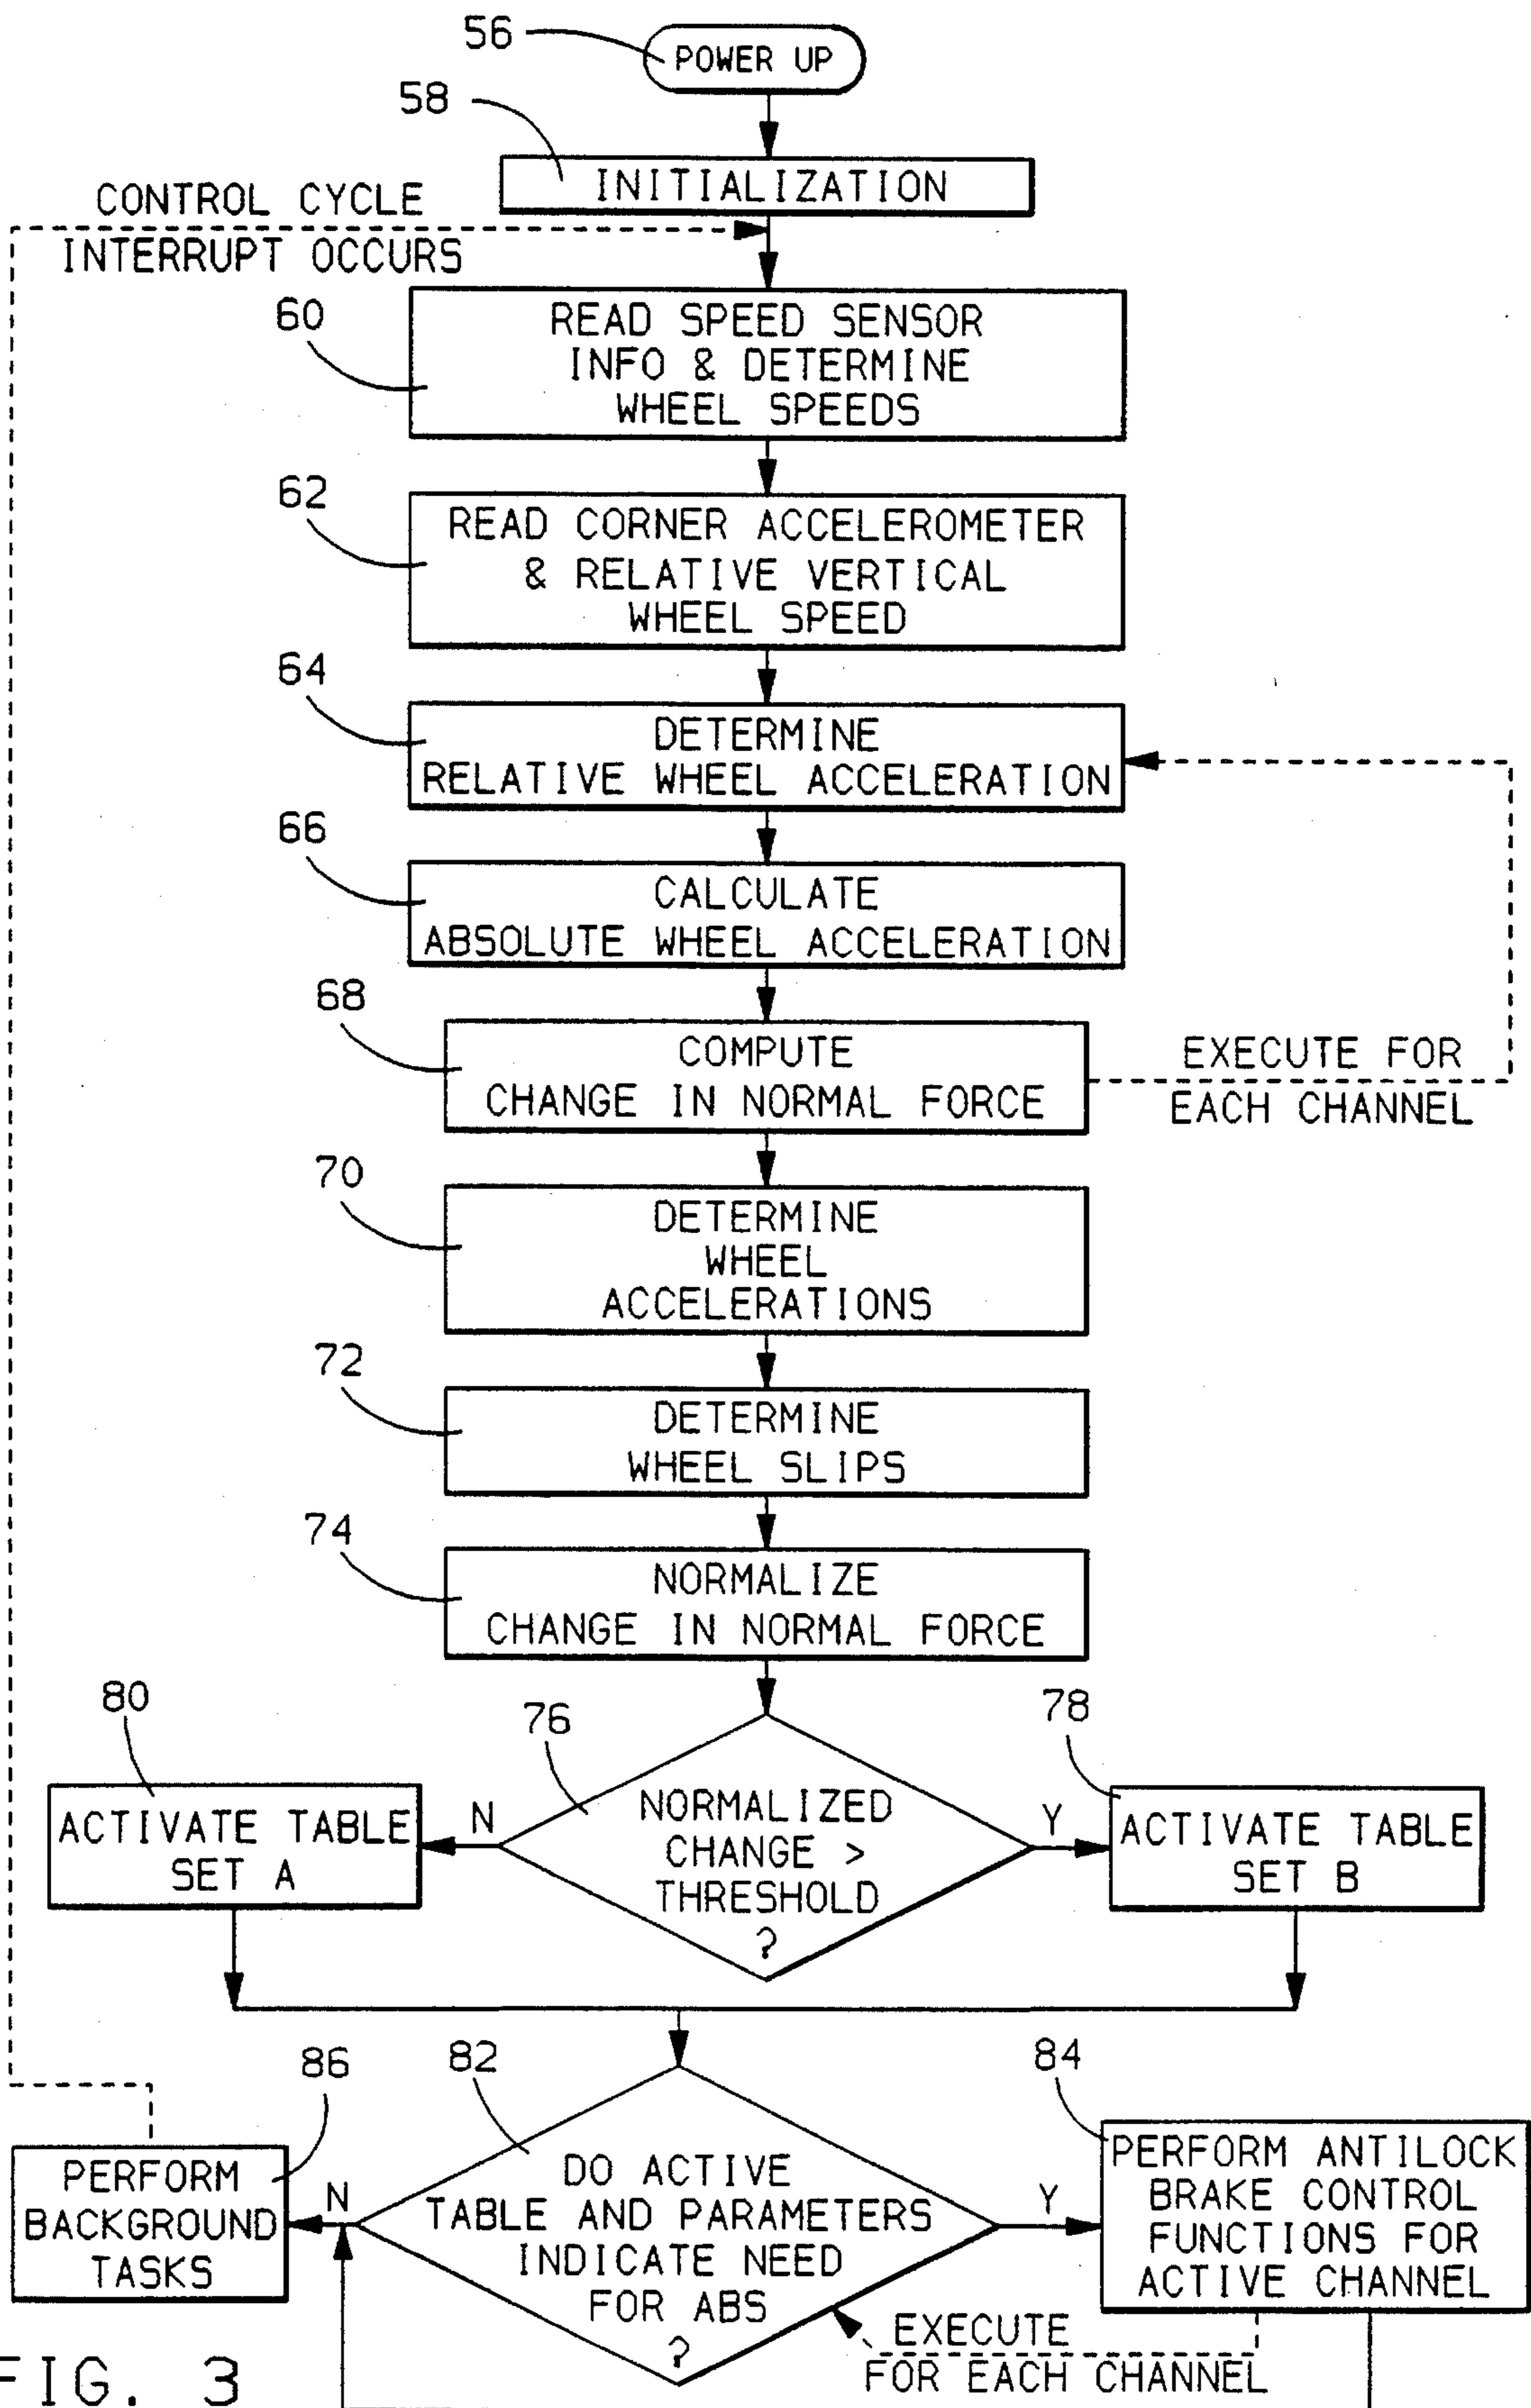 56
POWER UP
58
INITIALIZATION
CONTROL CYCLE
INTERRUPT OCCURS
60
READ SPEED SENSOR
INFO & DETERMINE
WHEEL SPEEDS
62
READ CORNER ACCELEROMETER
& RELATIVE VERTICAL
WHEEL SPEED
64
DETERMINE
RELATIVE WHEEL ACCELERATION
66
CALCULATE
ABSOLUTE WHEEL ACCELERATION
68
COMPUTE
CHANGE IN NORMAL FORCE
EXECUTE FOR
EACH CHANNEL
70
DETERMINE
WHEEL
ACCELERATIONS
72
DETERMINE
WHEEL SLIPS
74
NORMALIZE
CHANGE IN NORMAL FORCE
80
76
78
ACTIVATE TABLE
SET A
N
NORMALIZED
CHANGE >
THRESHOLD
?
Y
ACTIVATE TABLE
SET B
86
82
84
PERFORM
BACKGROUND
TASKS
N
DO ACTIVE
TABLE AND PARAMETERS
INDICATE NEED
FOR ABS
?
Y
PERFORM ANTILOCK
BRAKE CONTROL
FUNCTIONS FOR
ACTIVE CHANNEL
EXECUTE
FOR EACH CHANNEL
FIG. 3